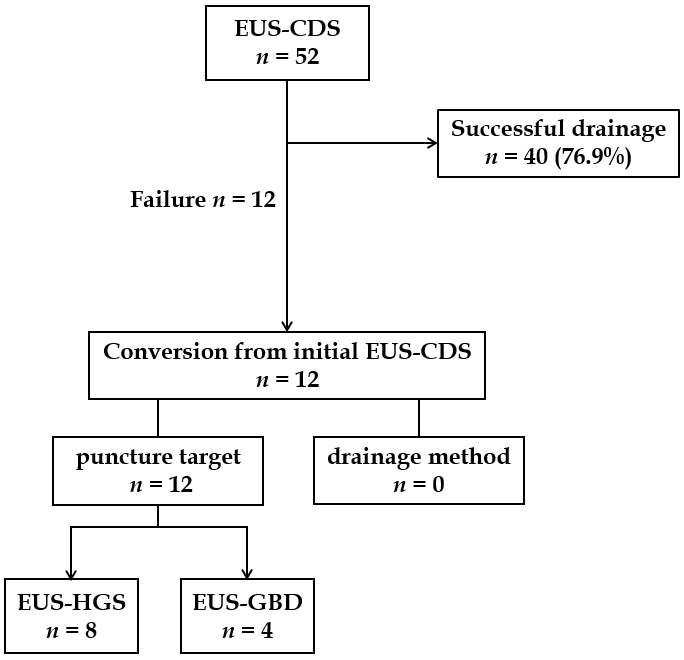 EUS-CDS
n = 52
Successful drainage
n = 40 (76.9%)
Failure n = 12
Conversion from initial EUS-CDS
n = 12
puncture target
n = 12
drainage method
n = 0
EUS-HGS
n = 8
EUS-GBD
n = 4